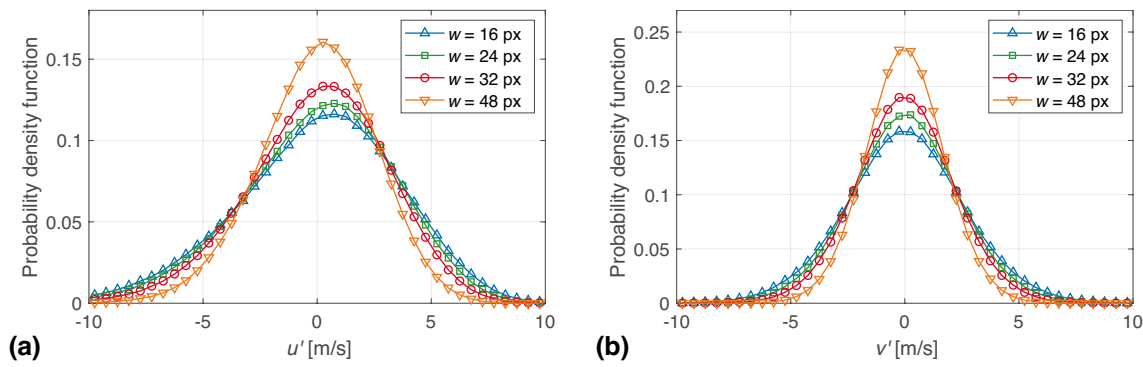 Probability density function
0.15
0.1
0.05
0
-10
-5
0
5
10
u' [m/s]
w = 16 px
w = 24 px
w = 32 px
w = 48 px
(a)
Probability density function
0.25
0.20
0.15
0.1
0.05
0
-10
-5
0
5
10
v' [m/s]
w = 16 px
w = 24 px
w = 32 px
w = 48 px
(b)